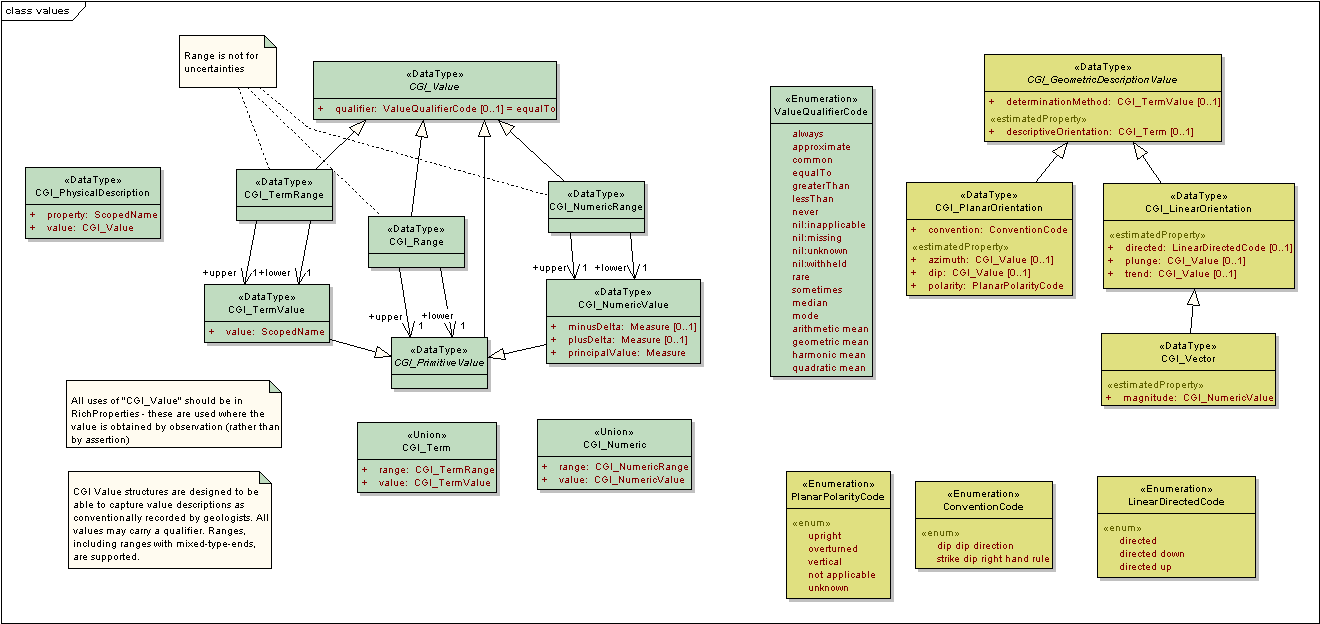 class values
Range is not for
uncertainties
«DataType»
CGI_Value
+ qualifier: ValueQualifierCode [0..1] = equalTo
«DataType»
CGI_PhysicalDescription
+ property: ScopedName
+ value: CGI_Value
«DataType»
CGI_TermRange
«DataType»
CGI_Range
«DataType»
CGI_NumericRange
+upper 1
+lower 1
+upper 1
+lower 1
+upper 1
+lower 1
«DataType»
CGI_TermValue
+ value: ScopedName
«DataType»
CGI_PrimitiveValue
«DataType»
CGI_NumericValue
+ minusDelta: Measure [0..1]
+ plusDelta: Measure [0..1]
+ principalValue: Measure
All uses of "CGI_Value" should be in
RichProperties - these are used where the
value is obtained by observation (rather than
by assertion)
CGI Value structures are designed to be
able to capture value descriptions as
conventionally recorded by geologists. All
values may carry a qualifier. Ranges,
including ranges with mixed-type-ends,
are supported.
«Union»
CGI_Term
+ range: CGI_TermRange
+ value: CGI_TermValue
«Union»
CGI_Numeric
+ range: CGI_NumericRange
+ value: CGI_NumericValue
«Enumeration»
ValueQualifierCode
always
approximate
common
equalTo
greaterThan
lessThan
never
nil:inapplicable
nil:missing
nil:unknown
nil:withheld
rare
sometimes
median
mode
arithmetic mean
geometric mean
harmonic mean
quadratic mean
«DataType»
CGI_GeometricDescriptionValue
+ determinationMethod: CGI_TermValue [0..1]
«estimatedProperty»
+ descriptiveOrientation: CGI_Term [0..1]
«DataType»
CGI_PlanarOrientation
+ convention: ConventionCode
«estimatedProperty»
+ azimuth: CGI_Value [0..1]
+ dip: CGI_Value [0..1]
+ polarity: PlanarPolarityCode
«DataType»
CGI_LinearOrientation
«estimatedProperty»
+ directed: LinearDirectedCode [0..1]
+ plunge: CGI_Value [0..1]
+ trend: CGI_Value [0..1]
«DataType»
CGI_Vector
«estimatedProperty»
+ magnitude: CGI_NumericValue
«Enumeration»
PlanarPolarityCode
«enum»
upright
overturned
vertical
not applicable
unknown
«Enumeration»
ConventionCode
«enum»
dip dip direction
strike dip right hand rule
«Enumeration»
LinearDirectedCode
«enum»
directed
directed down
directed up